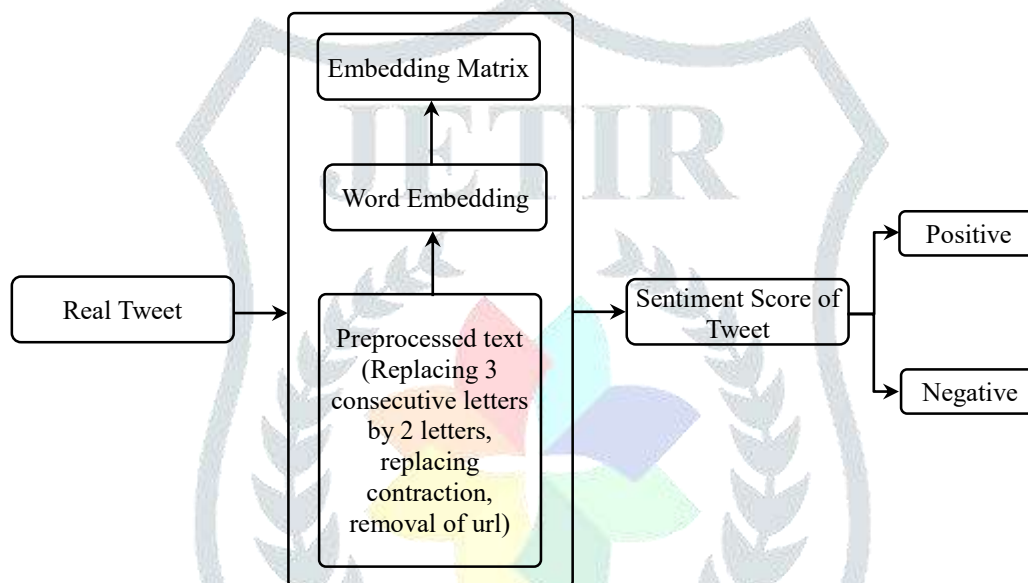 JETIR
Embedding Matrix
Word Embedding
Real Tweet
Preprocessed text
(Replacing 3
consecutive letters
by 2 letters,
replacing
contraction,
removal of url)
Sentiment Score of
Tweet
Positive
Negative